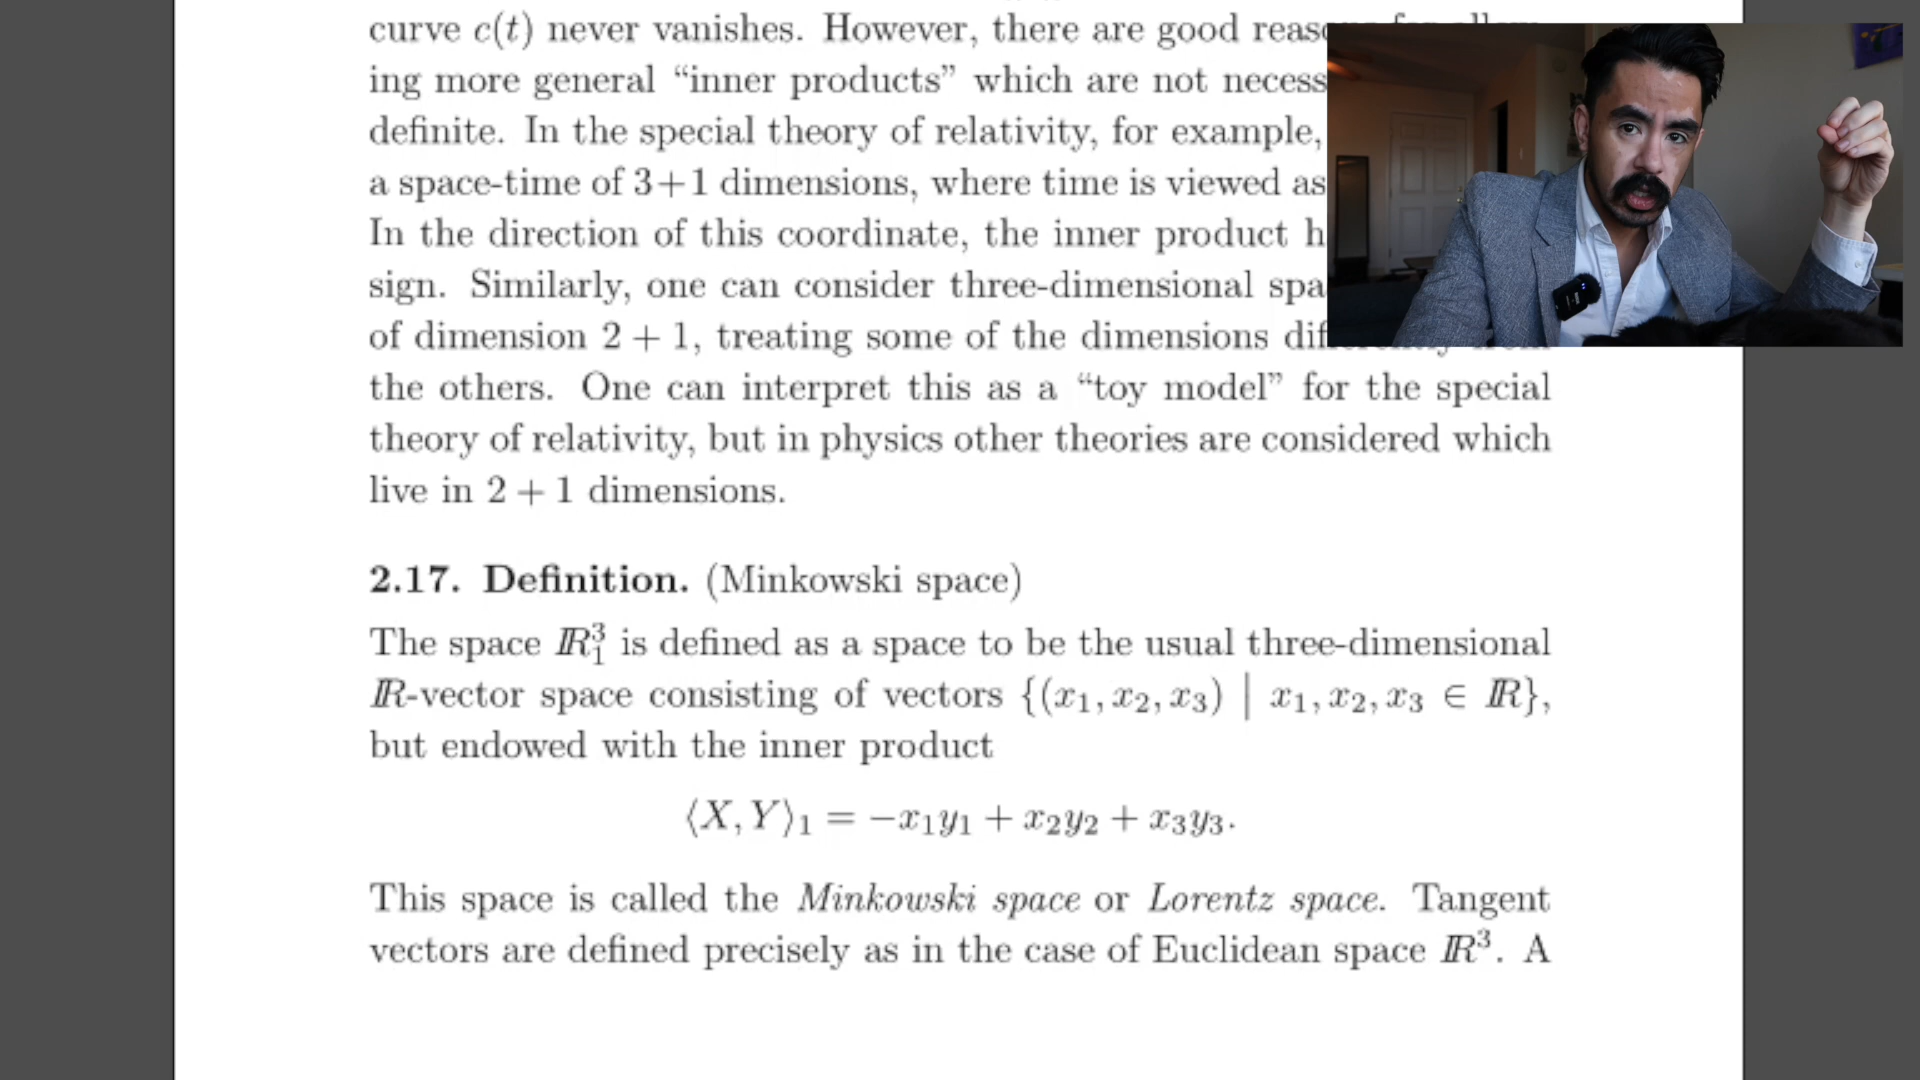 curve c(t) never vanishes. However, there are good
ing more general “inner products” which are not
definite. In the special theory of relativity, for example,
a space-time of 3+1 dimensions, where time is viewed as
In the direction of this coordinate, the inner product
sign. Similarly, one can consider three-dimensional
of dimension 2 + 1, treating some of the dimensions
the others. One can interpret this as a “toy model” for the special
theory of relativity, but in physics other theories are considered which
live in 2 + 1 dimensions.
2.17. Definition. (Minkowski space)
The space ℝ³₁ is defined as a space to be the usual three-dimensional
ℝ-vector space consisting of vectors {(x₁, x₂, x₃) | x₁, x₂, x₃ ∈ ℝ},
but endowed with the inner product
⟨X, Y⟩₁ = −x₁y₁ + x₂y₂ + x₃y₃.
This space is called the Minkowski space or Lorentz space. Tangent
vectors are defined precisely as in the case of Euclidean space ℝ³. A